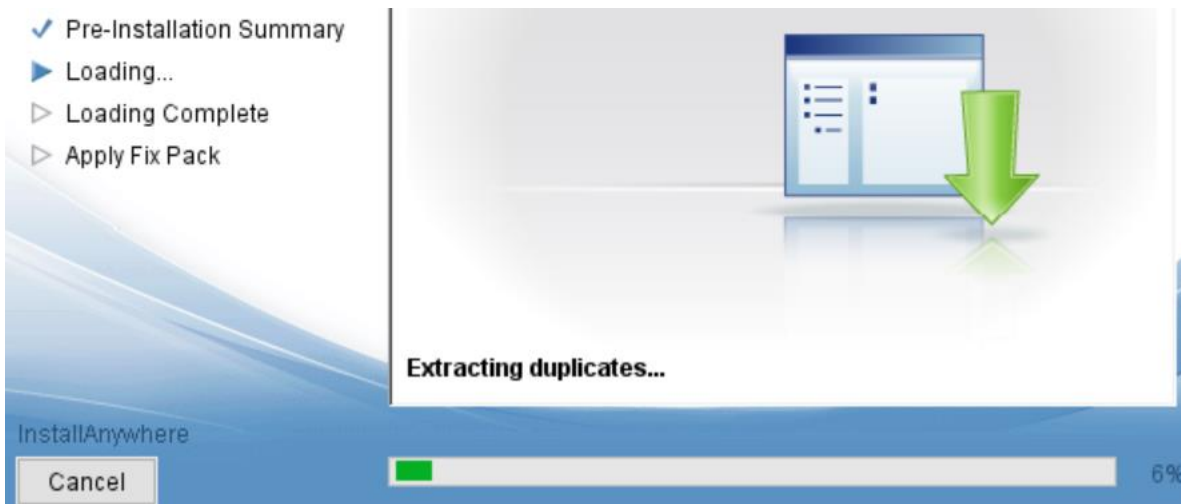 Pre-Installation Summary
Loading...
Loading Complete
Apply Fix Pack
Extracting duplicates...
InstallAnywhere
Cancel
6%